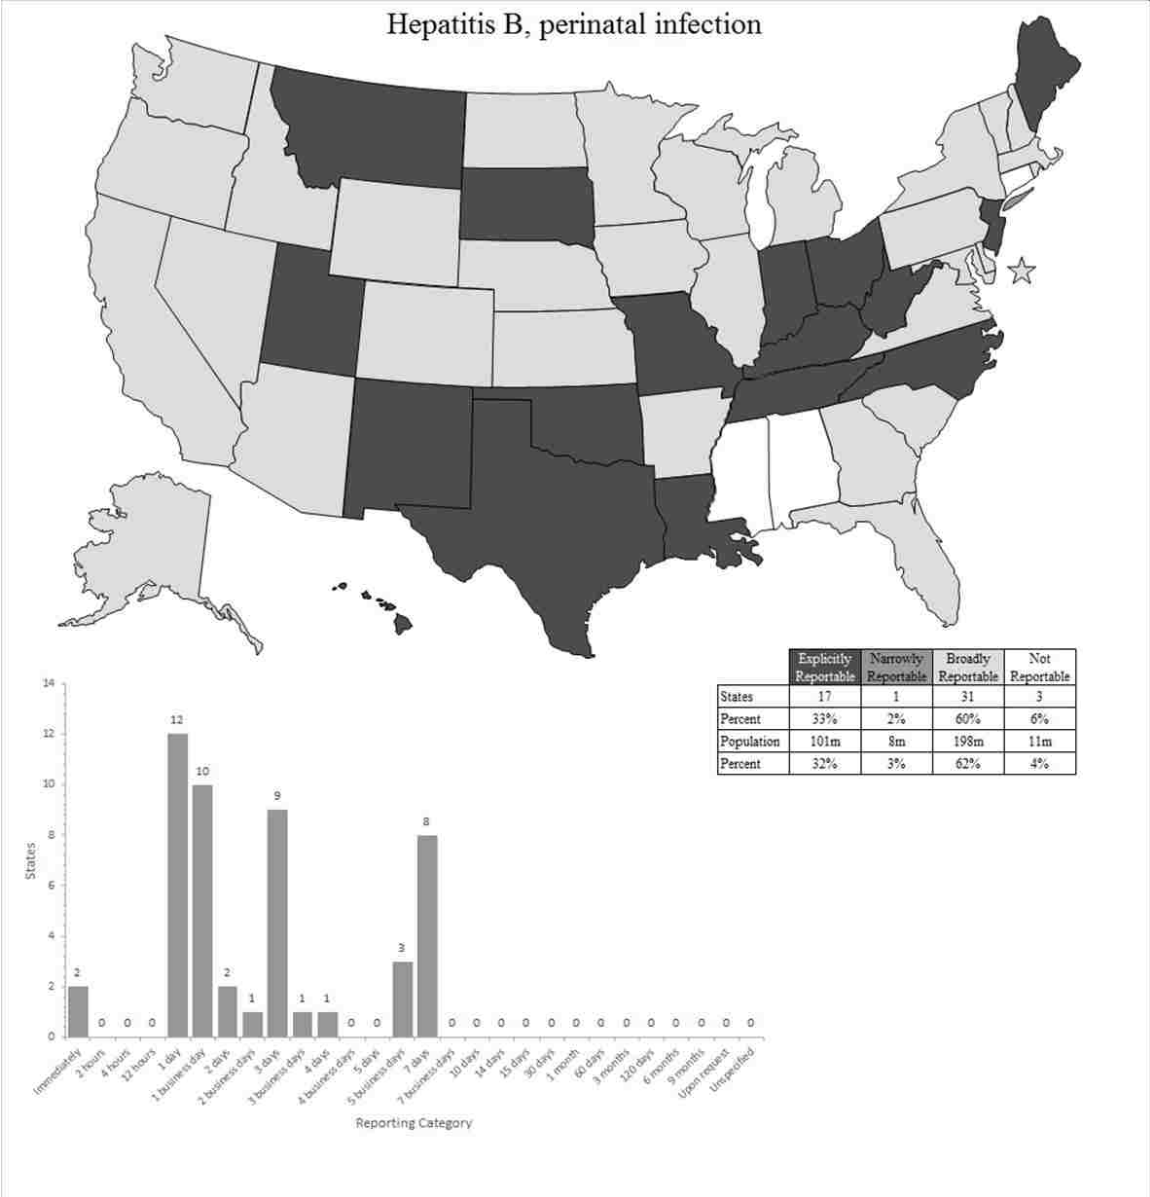 Hepatitis B, perinatal infection
Explicitly Reportable Narrowly Reportable Broadly Reportable Not Reportable
States 17 1 31 3
Percent 33% 2% 60% 6%
Population 101m 8m 198m 11m
Percent 32% 3% 62% 4%
14
12
10
8
6
4
2
0
States
2
0
0
0
12
10
2
1
9
1
1
0
0
3
8
0
0
0
0
0
0
0
0
0
0
0
0
0
Immediately
2 hours
4 hours
12 hours
1 day
1 business day
2 days
2 business days
3 days
3 business days
4 days
4 business days
5 days
5 business days
7 days
7 business days
10 days
14 days
15 days
30 days
1 month
60 days
3 months
120 days
6 months
9 months
Upon request
Unspecified
Reporting Category